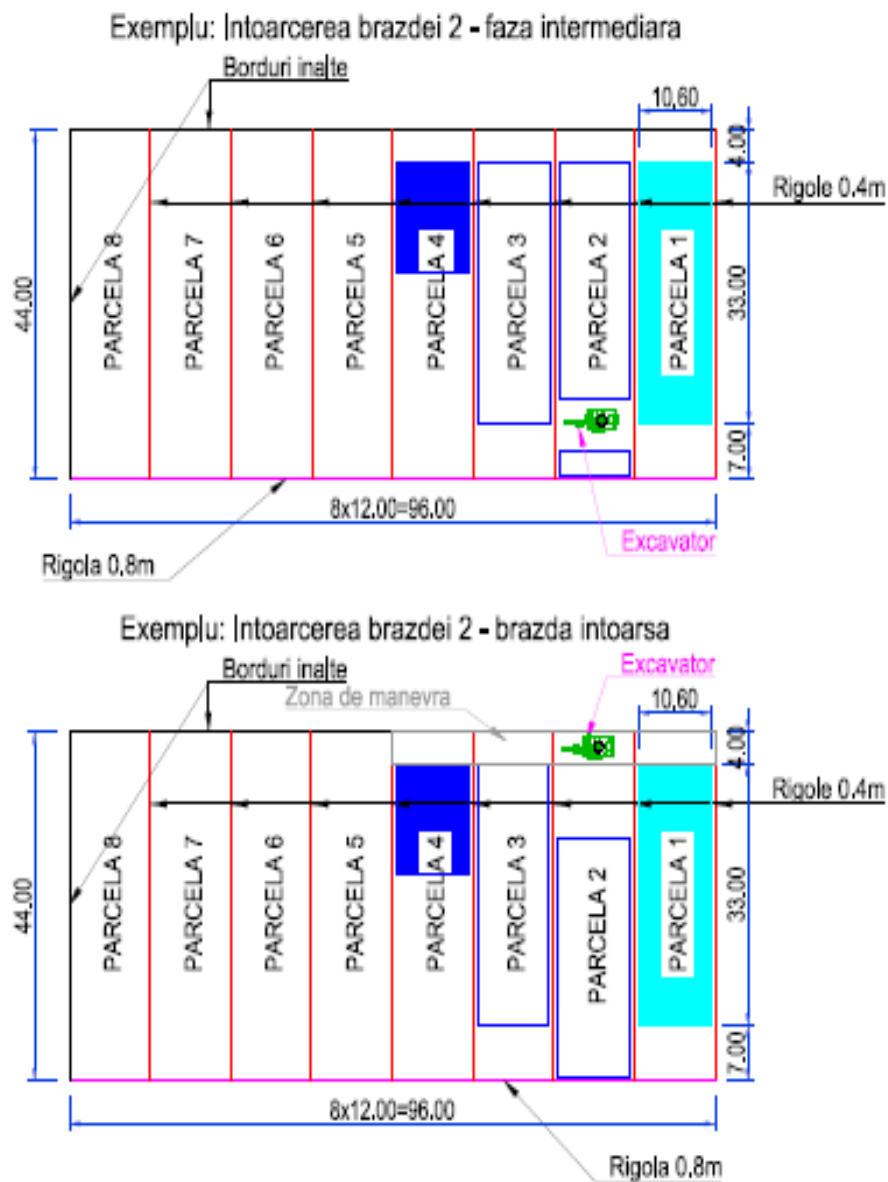 Exemplu: Intoarcerea brazdei 2 - faza intermediara
Borduri inalte
10,60
4.00
Rigole 0.4m
44.00
PARCELA 8
PARCELA 7
PARCELA 6
PARCELA 5
PARCELA 4
PARCELA 3
PARCELA 2
PARCELA 1
33.00
7.00
8x12.00=96.00
Excavator
Rigola 0.8m
Exemplu: Intoarcerea brazdei 2 - brazda intoarsa
Borduri inalte
Excavator
Zona de manevra
10,60
4.00
Rigole 0.4m
44.00
PARCELA 8
PARCELA 7
PARCELA 6
PARCELA 5
PARCELA 4
PARCELA 3
PARCELA 2
PARCELA 1
33.00
7.00
8x12.00=96.00
Rigola 0.8m